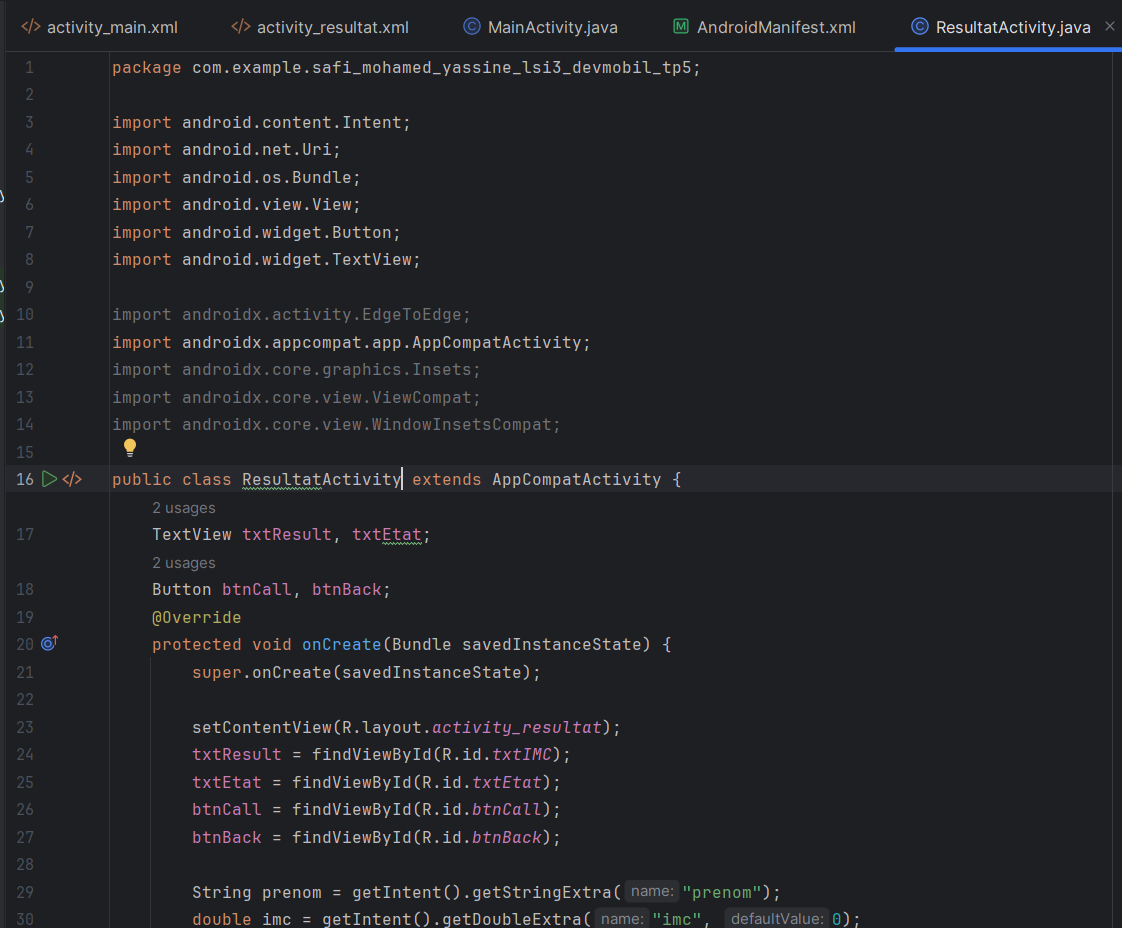 activity_main.xml activity_resultat.xml MainActivity.java AndroidManifest.xml ResultatActivity.java
1 package com.example.safi_mohamed_yassine_lsi3_devmobil_tp5;
2
3 import android.content.Intent;
4 import android.net.Uri;
5 import android.os.Bundle;
6 import android.view.View;
7 import android.widget.Button;
8 import android.widget.TextView;
9
10 import androidx.activity.EdgeToEdge;
11 import androidx.appcompat.app.AppCompatActivity;
12 import androidx.core.graphics.Insets;
13 import androidx.core.view.ViewCompat;
14 import androidx.core.view.WindowInsetsCompat;
15
16 public class ResultatActivity extends AppCompatActivity {
2 usages
17 TextView txtResult, txtEtat;
2 usages
18 Button btnCall, btnBack;
19 @Override
20 protected void onCreate(Bundle savedInstanceState) {
21 super.onCreate(savedInstanceState);
22
23 setContentView(R.layout.activity_resultat);
24 txtResult = findViewById(R.id.txtIMC);
25 txtEtat = findViewById(R.id.txtEtat);
26 btnCall = findViewById(R.id.btnCall);
27 btnBack = findViewById(R.id.btnBack);
28
29 String prenom = getIntent().getStringExtra( name: "prenom");
30 double imc = getIntent().getDoubleExtra( name: "imc", defaultValue: 0);